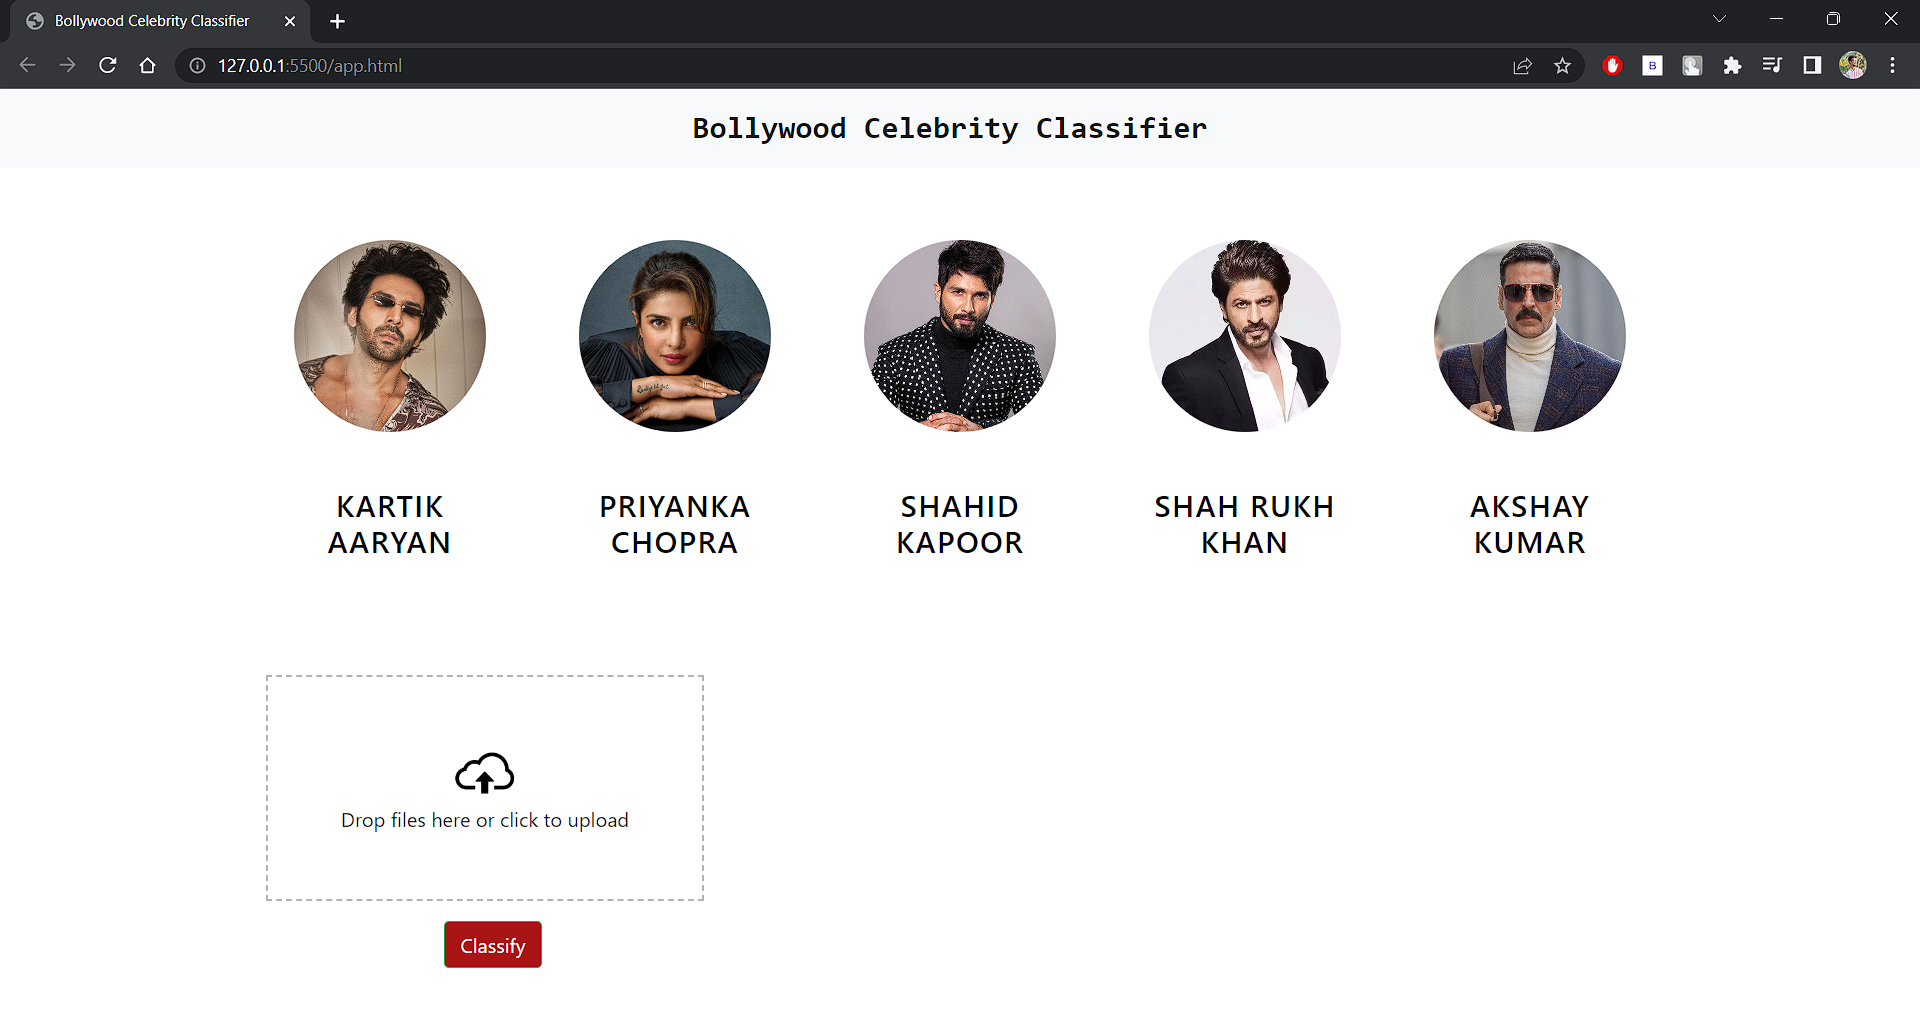 Bollywood Celebrity Classifier
127.0.0.1:5500/app.html
B
Bollywood Celebrity Classifier
KARTIK
AARYAN
PRIYANKA
CHOPRA
SHAHID
KAPOOR
SHAH RUKH
KHAN
AKSHAY
KUMAR
Drop files here or click to upload
Classify